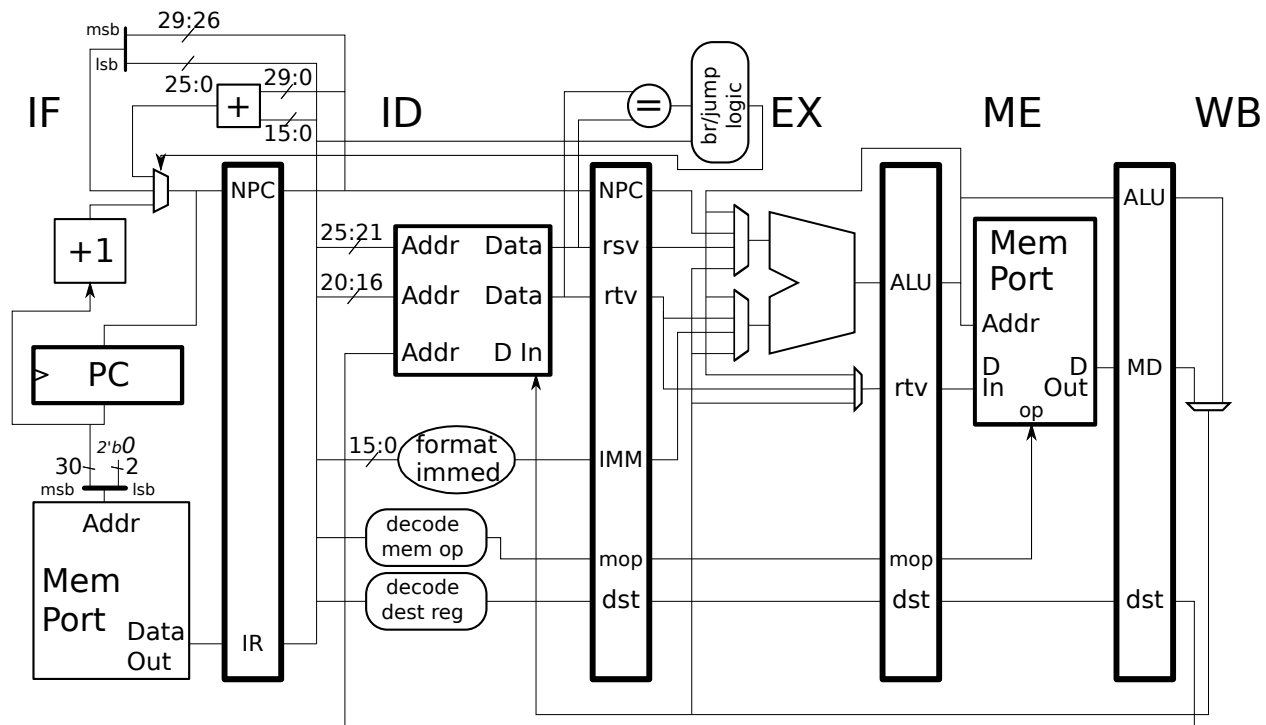 29:26
msb
lsb
25:0
29:0
+
15:0
IF
ID
=
br/jump
logic
EX
ME
WB
NPC
NPC
ALU
+1
25:21
Addr
Data
rsv
20:16
Addr
Data
rtv
Addr
D In
ALU
Mem
Port
Addr
D
In
D
Out
op
MD
PC
rtv
2'b0
30
2
msb
lsb
15:0
format
immed
IMM
Addr
Mem
Port
Data
Out
IR
decode
mem op
mop
mop
decode
dest reg
dst
dst
dst